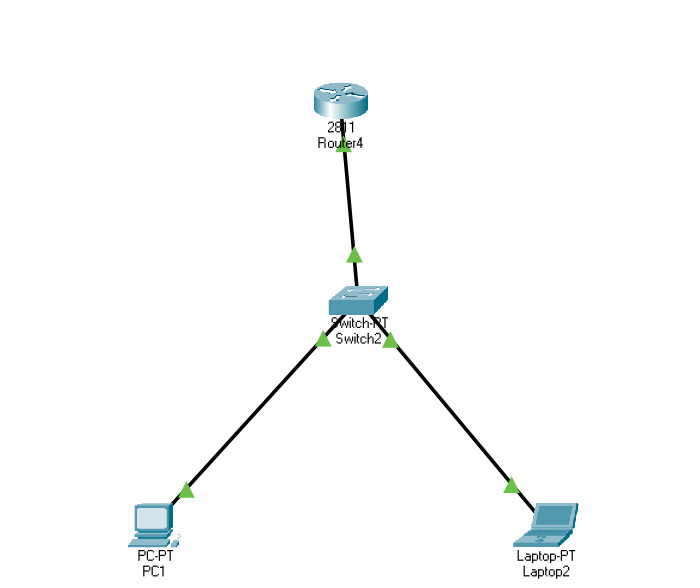 2811
Router4
Switch-PT
Switch2
PC-PT
PC1
Laptop-PT
Laptop2